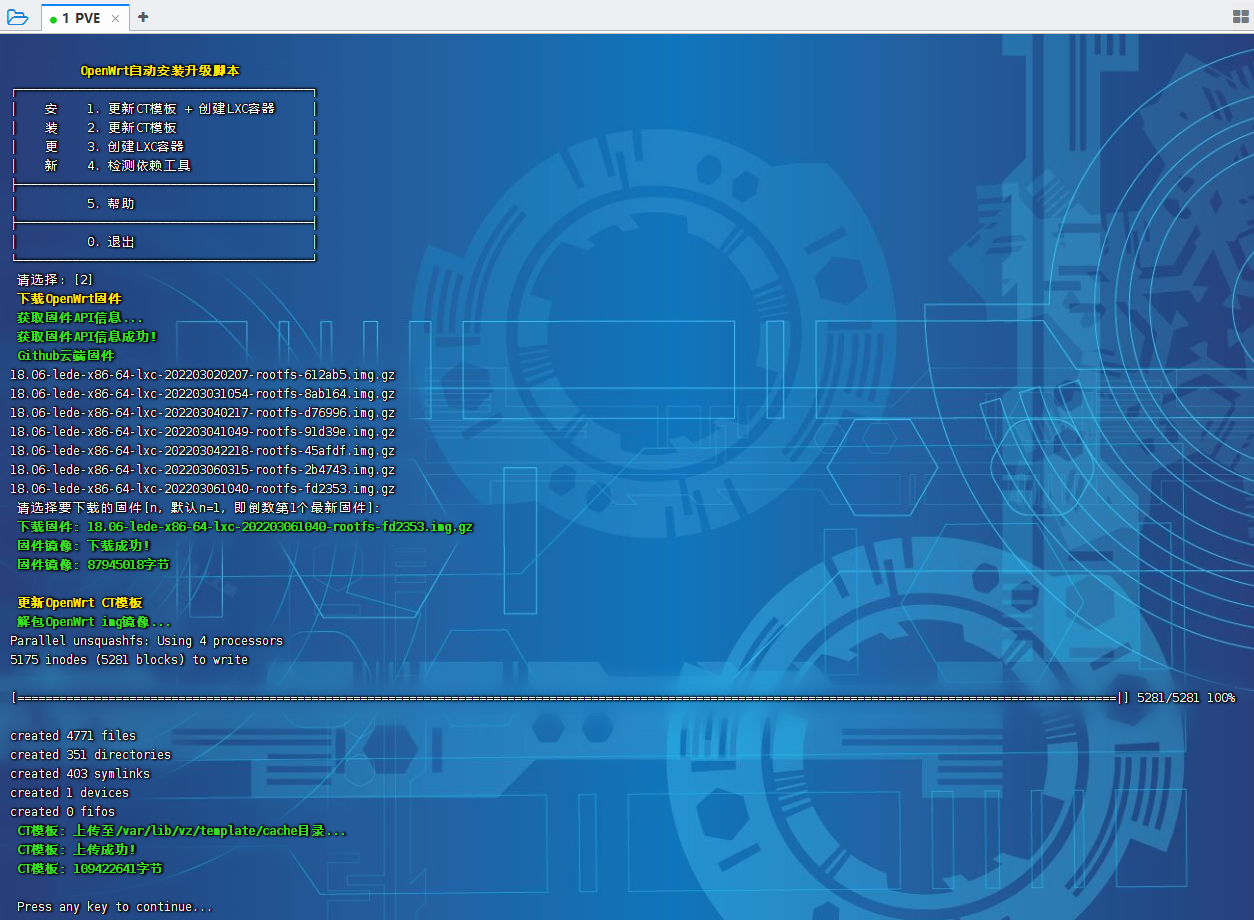 1 PVE
OpenWrt自动安装升级脚本
安 1. 更新CT模板 + 创建LXC容器
装 2. 更新CT模板
更 3. 创建LXC容器
新 4. 检测依赖工具
5. 帮助
0. 退出
请选择: [2]
下载OpenWrt固件
获取固件API信息...
获取固件API信息成功!
Github云端固件
18.06-lede-x86-64-lxc-202203020207-rootfs-612ab5.img.gz
18.06-lede-x86-64-lxc-202203031054-rootfs-8ab164.img.gz
18.06-lede-x86-64-lxc-202203040217-rootfs-d76996.img.gz
18.06-lede-x86-64-lxc-202203041049-rootfs-91d39e.img.gz
18.06-lede-x86-64-lxc-202203042218-rootfs-45afdf.img.gz
18.06-lede-x86-64-lxc-202203060315-rootfs-2b4743.img.gz
18.06-lede-x86-64-lxc-202203061040-rootfs-fd2353.img.gz
请选择要下载的固件[n, 默认n=1, 即倒数第1个最新固件]:
下载固件: 18.06-lede-x86-64-lxc-202203061040-rootfs-fd2353.img.gz
固件镜像: 下载成功!
固件镜像: 87945018字节
更新OpenWrt CT模板
解包OpenWrt img镜像...
Parallel unsquashfs: Using 4 processors
5175 inodes (5281 blocks) to write
[=============================================================================================================================================================|] 5281/5281 100%
created 4771 files
created 351 directories
created 403 symlinks
created 1 devices
created 0 fifos
CT模板: 上传至/var/lib/vz/template/cache目录...
CT模板: 上传成功!
CT模板: 109422641字节
Press any key to continue...